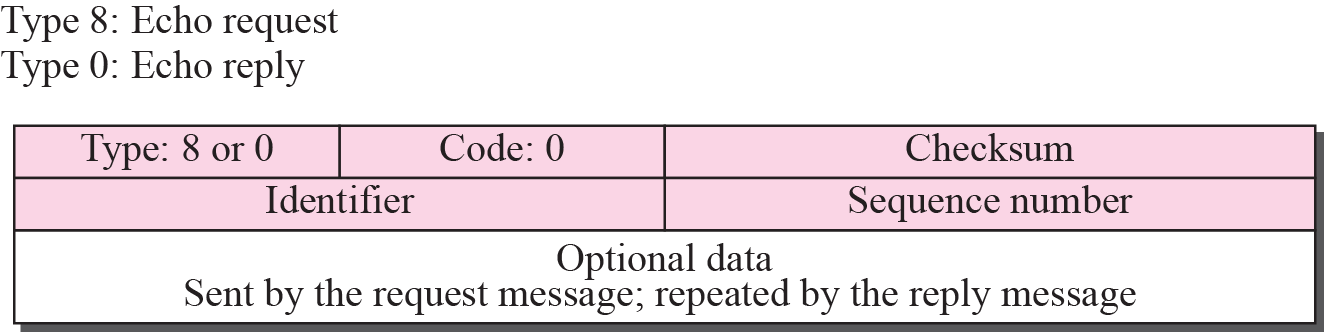 Type 8: Echo request
Type 0: Echo reply
Type: 8 or 0 Code: 0 Checksum
Identifier Sequence number
Optional data
Sent by the request message; repeated by the reply message